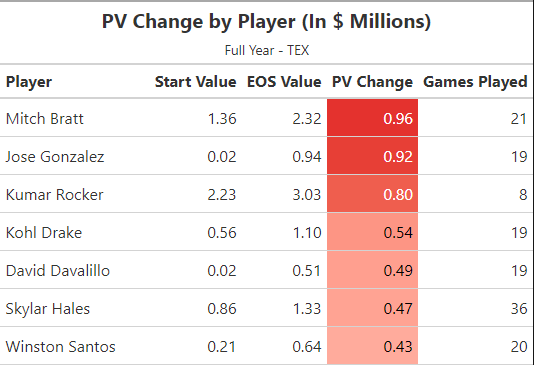 PV Change by Player (In $ Millions)
Full Year - TEX
Player Start Value EOS Value PV Change Games Played
Mitch Bratt 1.36 2.32 0.96 21
Jose Gonzalez 0.02 0.94 0.92 19
Kumar Rocker 2.23 3.03 0.80 8
Kohl Drake 0.56 1.10 0.54 19
David Davalillo 0.02 0.51 0.49 19
Skylar Hales 0.86 1.33 0.47 36
Winston Santos 0.21 0.64 0.43 20